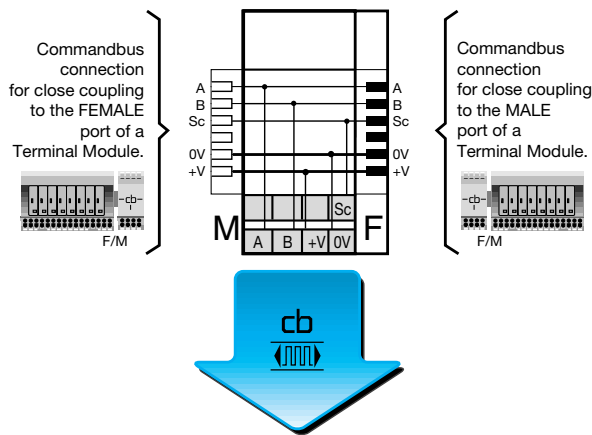 Commandbus
connection
for close coupling
to the FEMALE
port of a
Terminal Module.
-cb-
F/M
A
B
Sc
0V
+V
A
B
Sc
0V
+V
Sc
M
A B +V 0V
F
Commandbus
connection
for close coupling
to the MALE
port of a
Terminal Module.
-cb-
F/M
cb